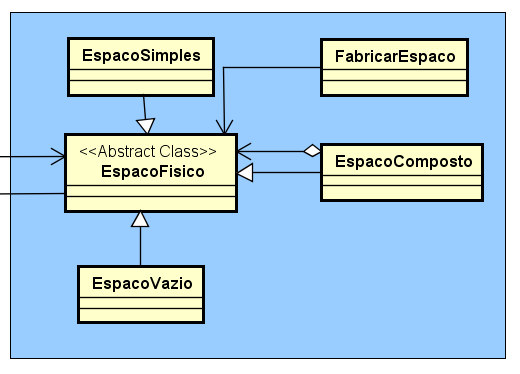 EspacoSimples
FabricarEspaco
<<Abstract Class>>
EspacoFisico
EspacoComposto
EspacoVazio